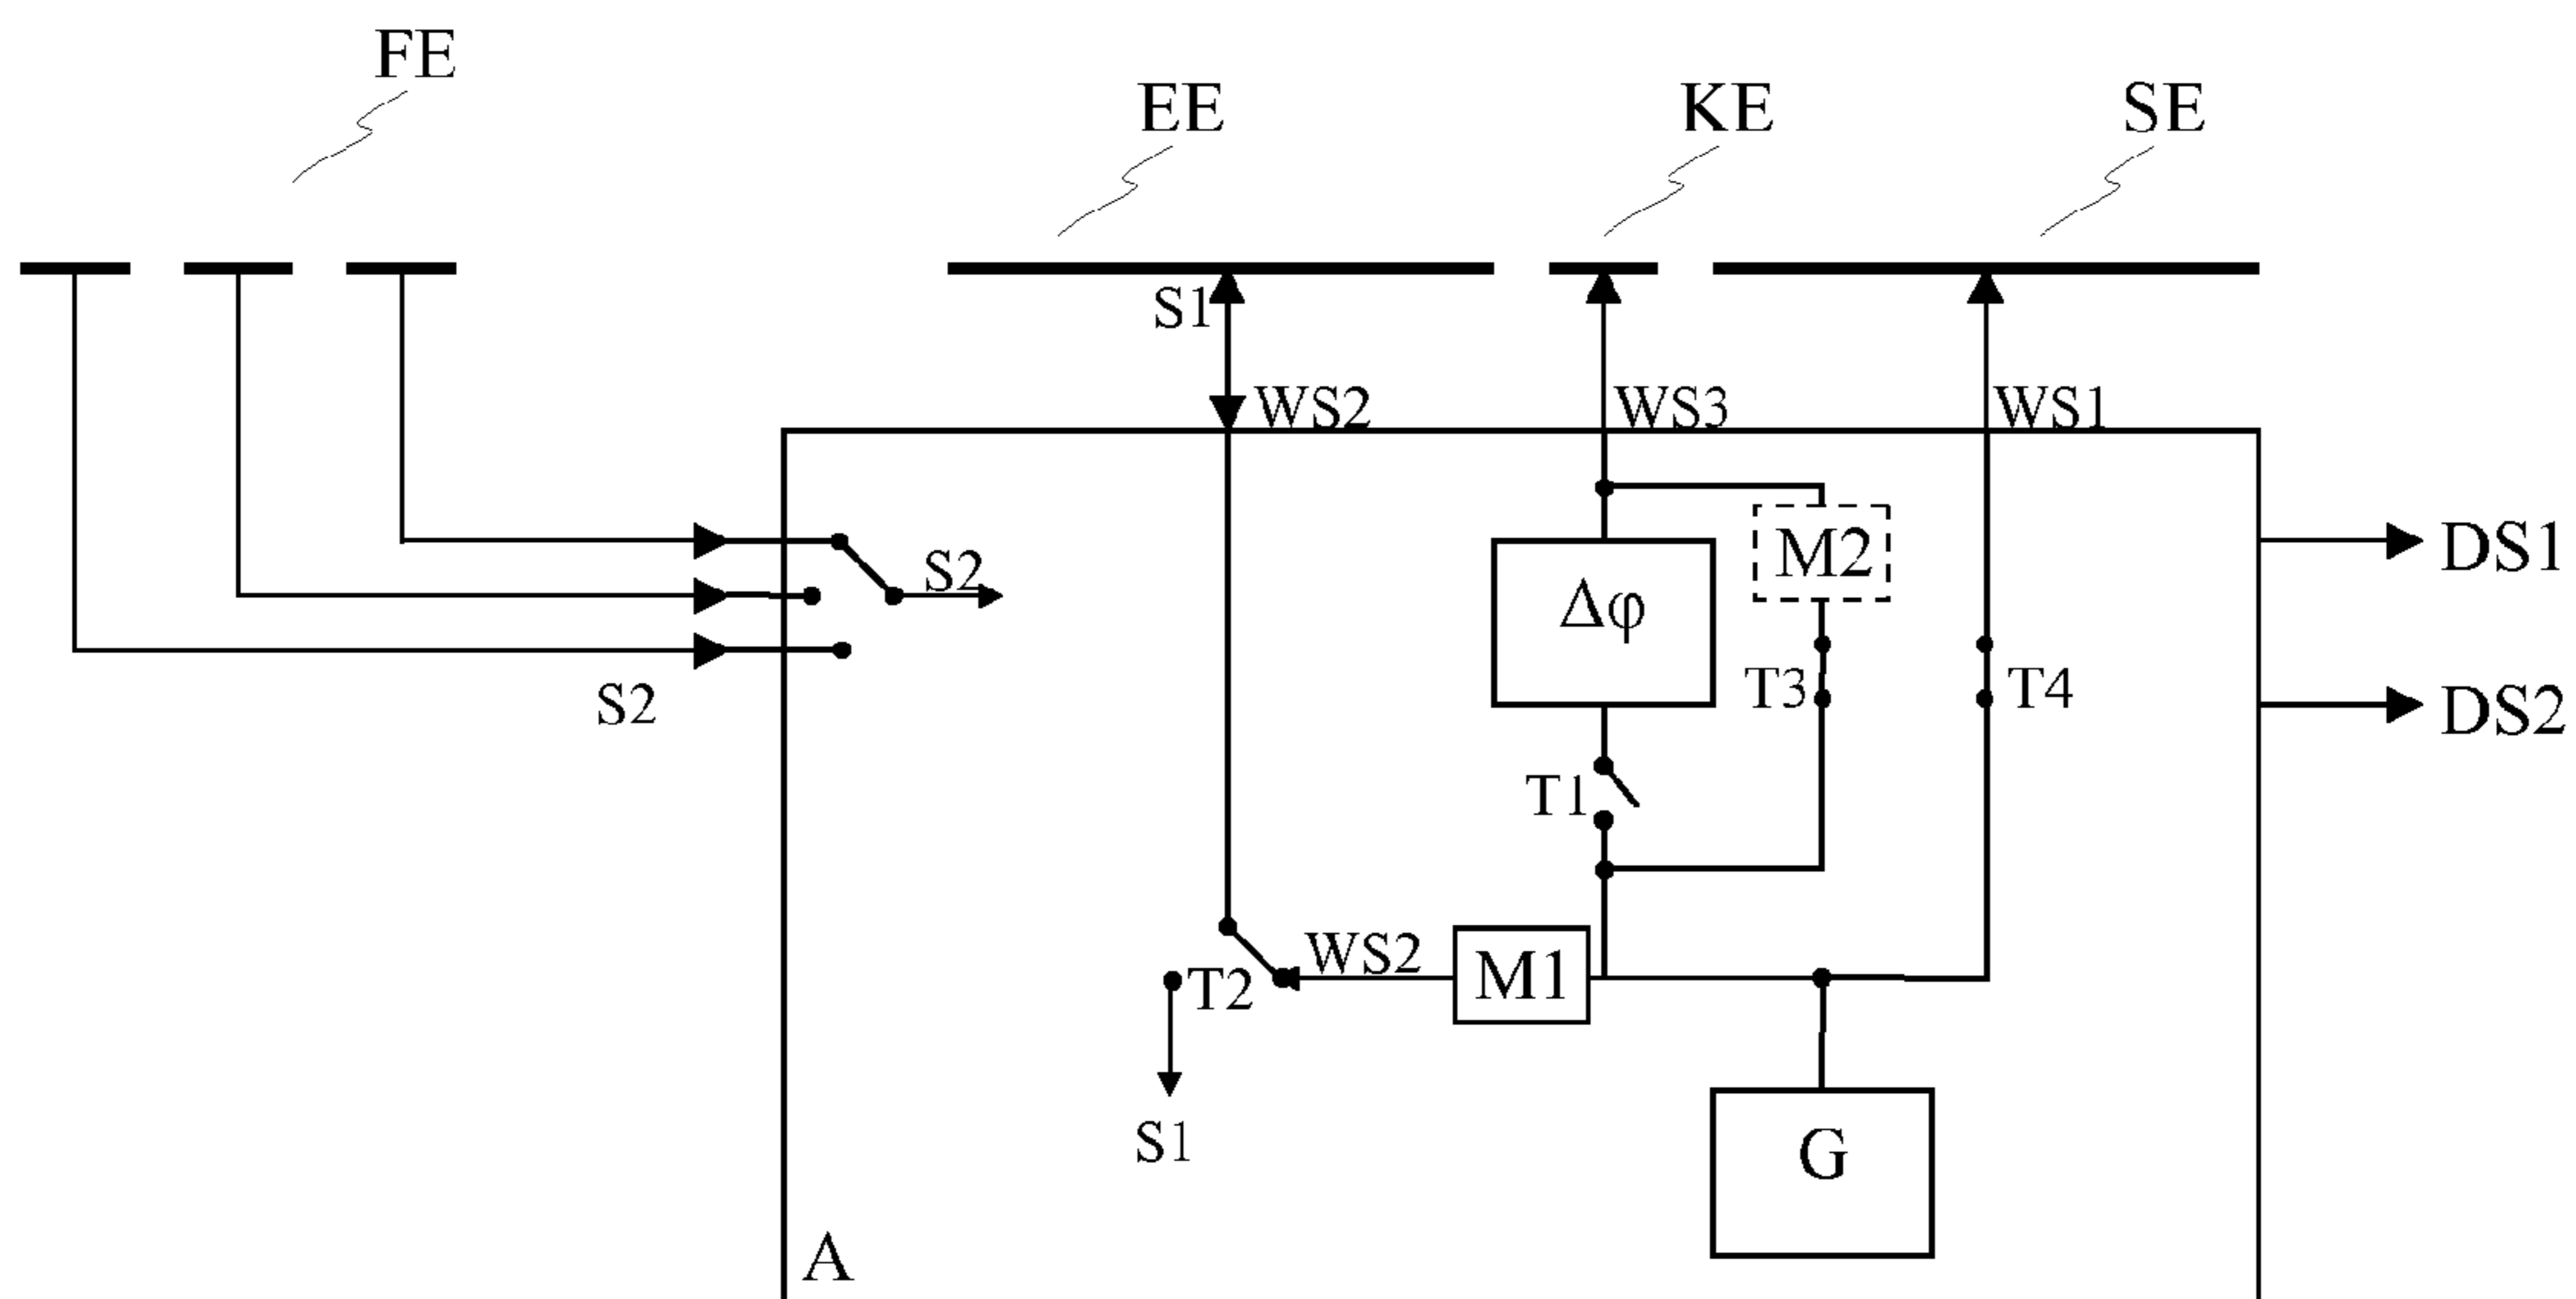 FE
EE
KE
SE
S1
WS2
WS3
WS1
S2
M2
Δφ
DS1
S2
T3
T4
DS2
T1
WS2
M1
T2
S1
G
A